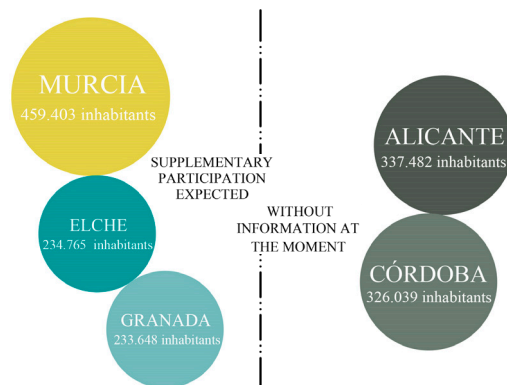 MURCIA
459.403 inhabitants
SUPPLEMENTARY
PARTICIPATION
EXPECTED
ELCHE
234.765 inhabitants
GRANADA
233.648 inhabitants
ALICANTE
337.482 inhabitants
WITHOUT
INFORMATION AT
THE MOMENT
CÓRDOBA
326.039 inhabitants